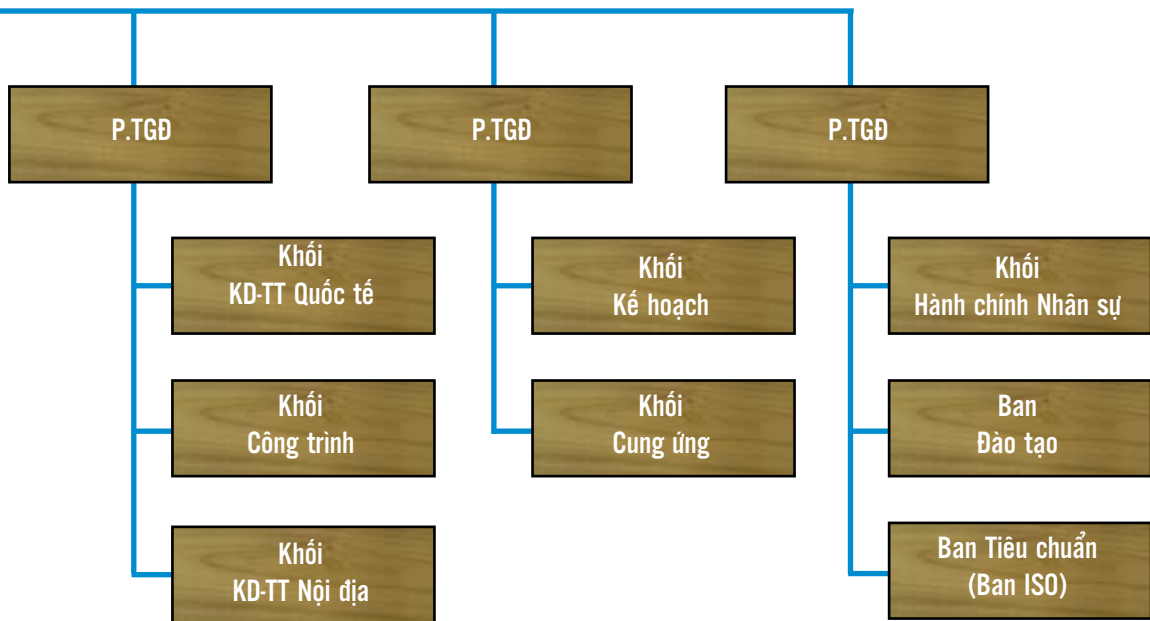 P.TGĐ
P.TGĐ
P.TGĐ
Khối
KD-TT Quốc tế
Khối
Kế hoạch
Khối
Hành chính Nhân sự
Khối
Công trình
Khối
Cung ứng
Ban
Đào tạo
Khối
KD-TT Nội địa
Ban Tiêu chuẩn
(Ban ISO)